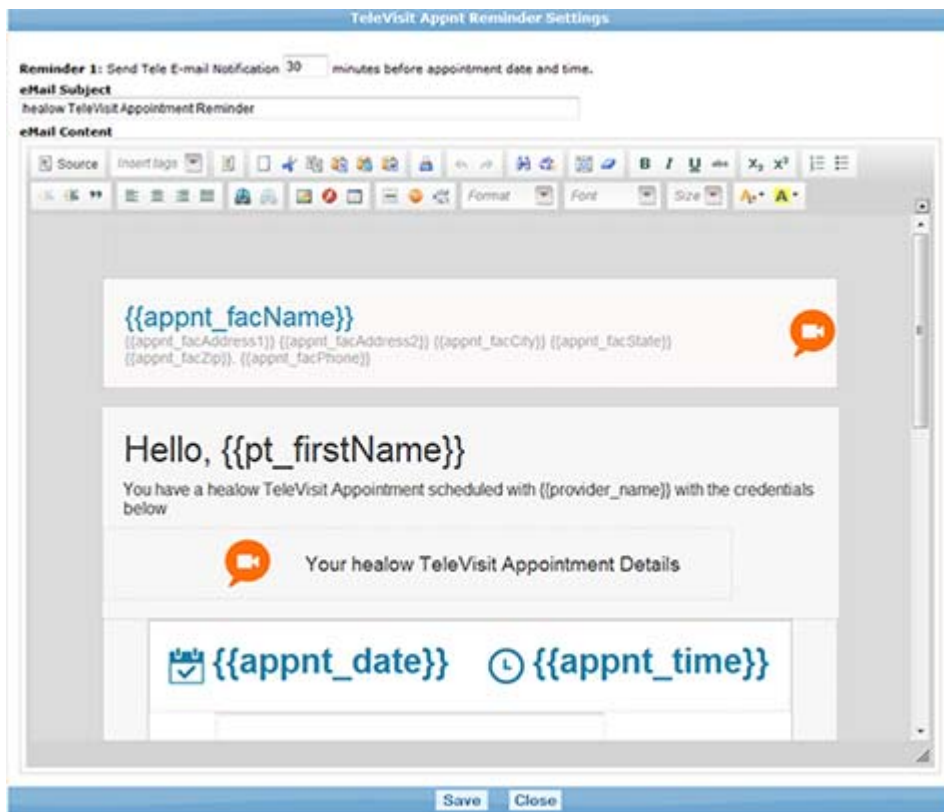 TeleVisit Appnt Reminder Settings
Reminder 1: Send Tele E-mail Notification 30 minutes before appointment date and time.
eMail Subject
healow TeleVisit Appointment Reminder
eMail Content
Source Insert tags B I U abc X₂ X²
Format Font Size A A
{{appnt_facName}}
{{appnt_facAddress1}} {{appnt_facAddress2}} {{appnt_facCity}} {{appnt_facState}}
{{appnt_facZip}}, {{appnt_facPhone}}
Hello, {{pt_firstName}}
You have a healow TeleVisit Appointment scheduled with {{provider_name}} with the credentials
below
Your healow TeleVisit Appointment Details
{{appnt_date}} {{appnt_time}}
Save Close